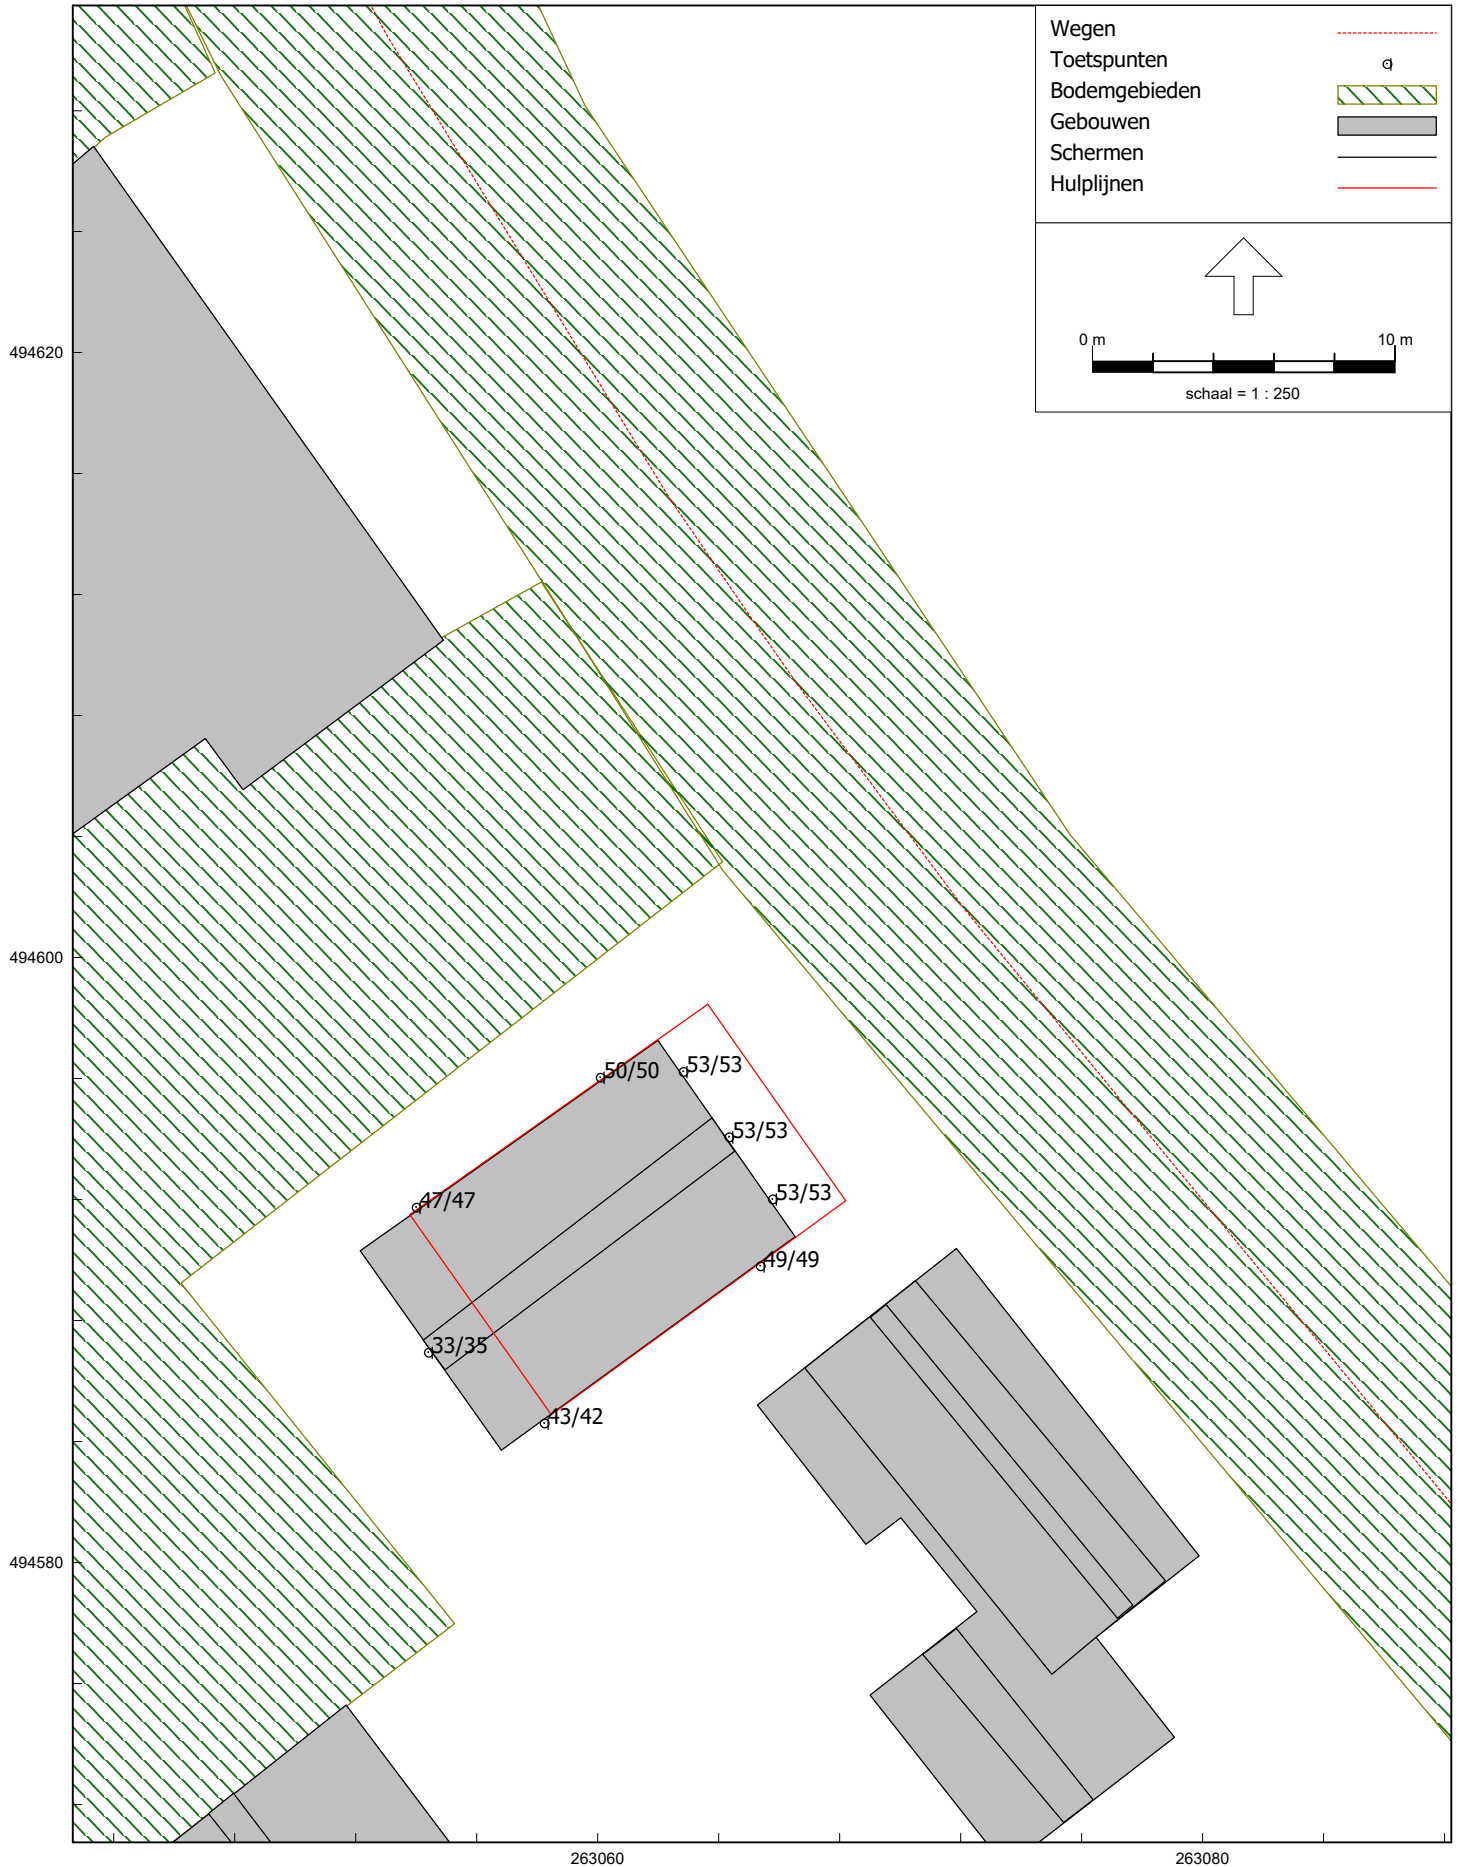 Wegen
Toetspunten
Bodemgebieden
Gebouwen
Schermen
Hulplijnen
0 m 10 m
schaal = 1 : 250
494620
494600
50/50 53/53
53/53
47/47 53/53
49/49
33/35
43/42
494580
263060 263080